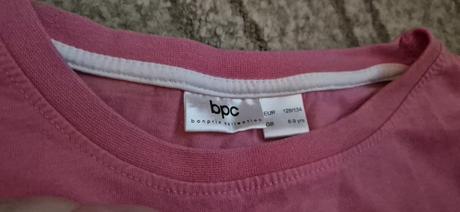 bpc
bonprix collection
EUR 128/134
GB 8-9 yrs